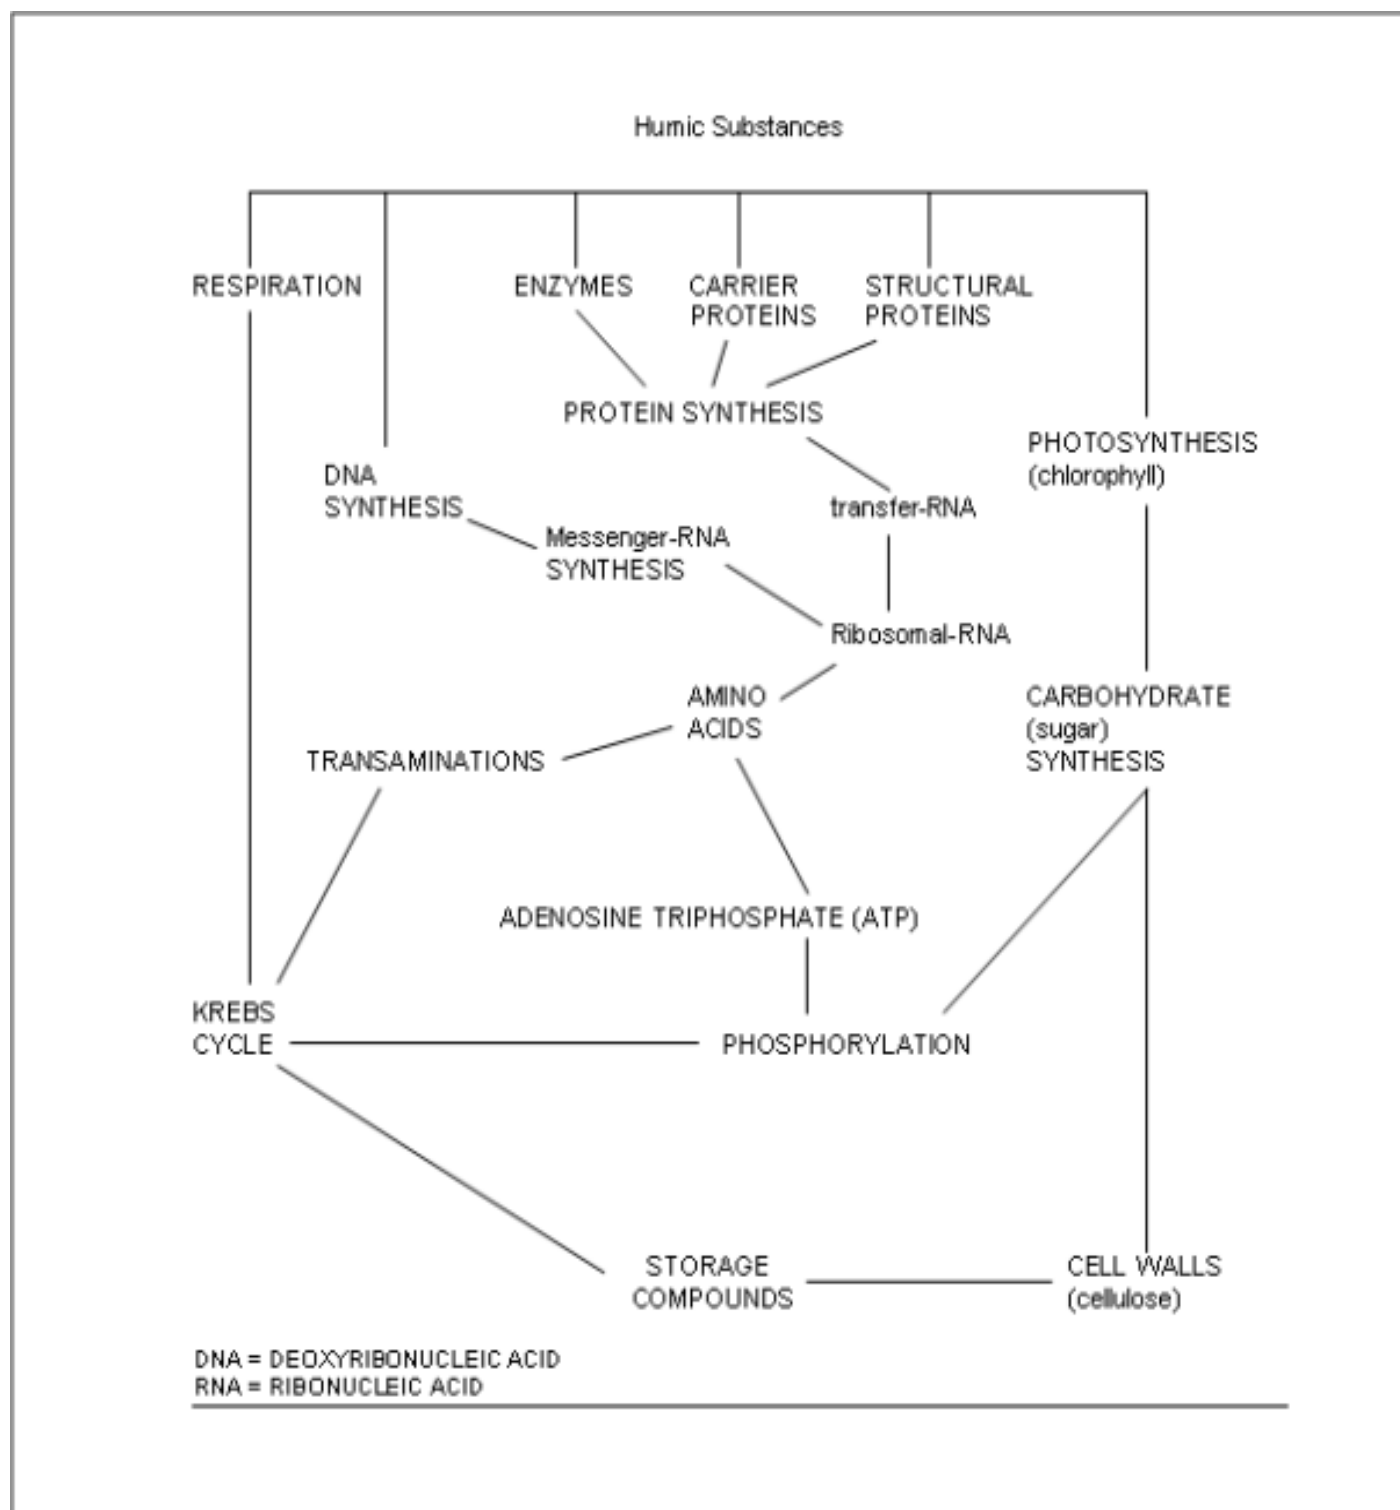 Humic Substances
RESPIRATION
ENZYMES
CARRIER
PROTEINS
STRUCTURAL
PROTEINS
PROTEIN SYNTHESIS
PHOTOSYNTHESIS
(chlorophyll)
DNA
SYNTHESIS
transfer-RNA
Messenger-RNA
SYNTHESIS
Ribosomal-RNA
AMINO
ACIDS
CARBOHYDRATE
(sugar)
SYNTHESIS
TRANSAMINATIONS
ADENOSINE TRIPHOSPHATE (ATP)
KREBS
CYCLE
PHOSPHORYLATION
STORAGE
COMPOUNDS
CELL WALLS
(cellulose)
DNA = DEOXYRIBONUCLEIC ACID
RNA = RIBONUCLEIC ACID